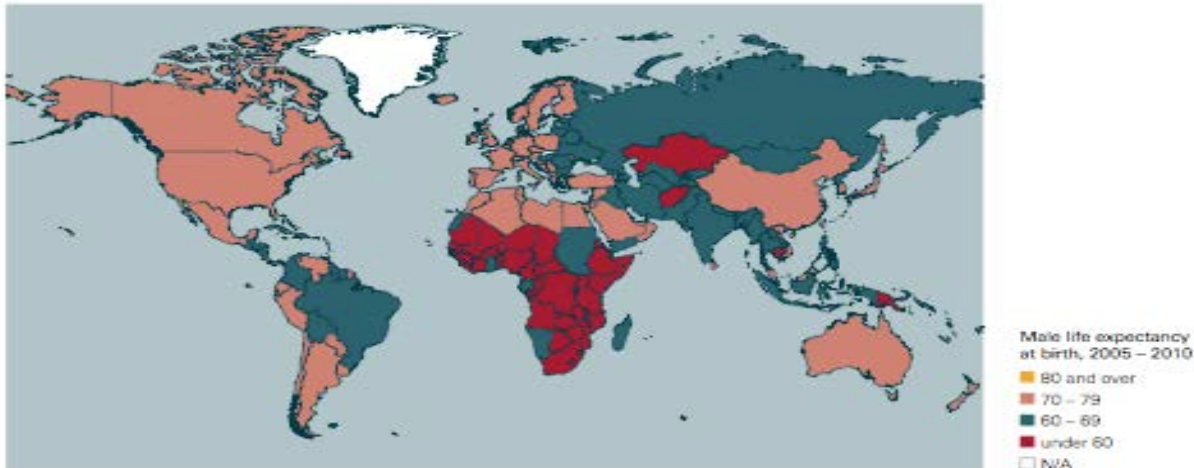 Male life expectancy
at birth, 2005 – 2010
80 and over
70 – 79
60 – 69
under 60
N/A